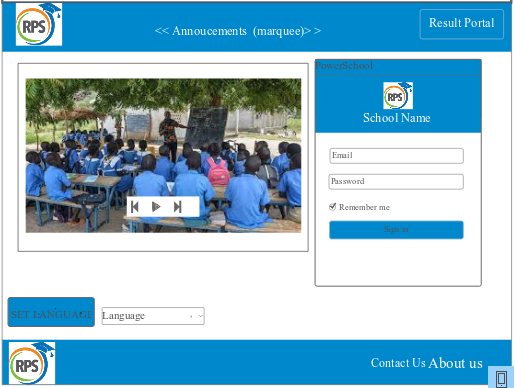 RPS
<< Annoucements (marquee)> >
Result Portal
PowerSchool
RPS
School Name
Email
Password
Remember me
Sign in
SET LANGUAGE
Language
RPS
Contact Us About us